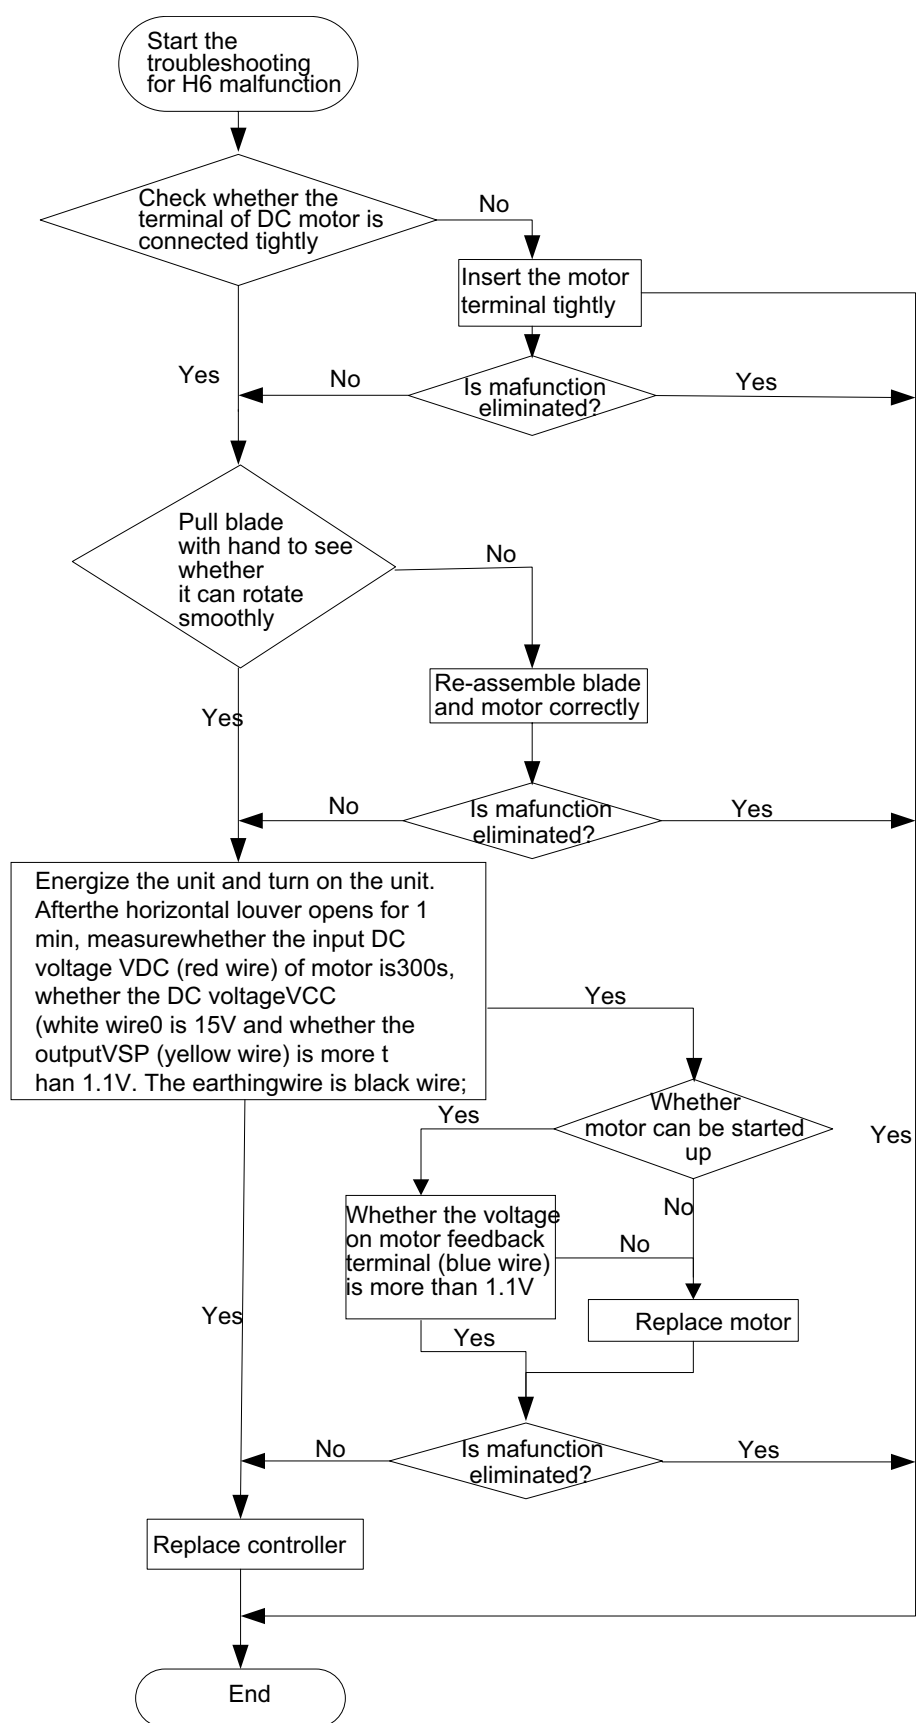 Start the
troubleshooting
for H6 malfunction
Check whether the
terminal of DC motor is
connected tightly
No
Insert the motor
terminal tightly
Yes
No
Is mafunction
eliminated?
Yes
Pull blade
with hand to see
whether
it can rotate
smoothly
No
Re-assemble blade
and motor correctly
Yes
No
Is mafunction
eliminated?
Yes
Energize the unit and turn on the unit.
Afterthe horizontal louver opens for 1
min, measurewhether the input DC
voltage VDC (red wire) of motor is300s,
whether the DC voltageVCC
(white wire0 is 15V and whether the
outputVSP (yellow wire) is more t
han 1.1V. The earthingwire is black wire;
Yes
Whether
motor can be started
up
Yes
Yes
No
Whether the voltage
on motor feedback
terminal (blue wire)
is more than 1.1V
No
Replace motor
Yes
Yes
No
Is mafunction
eliminated?
Yes
Replace controller
End